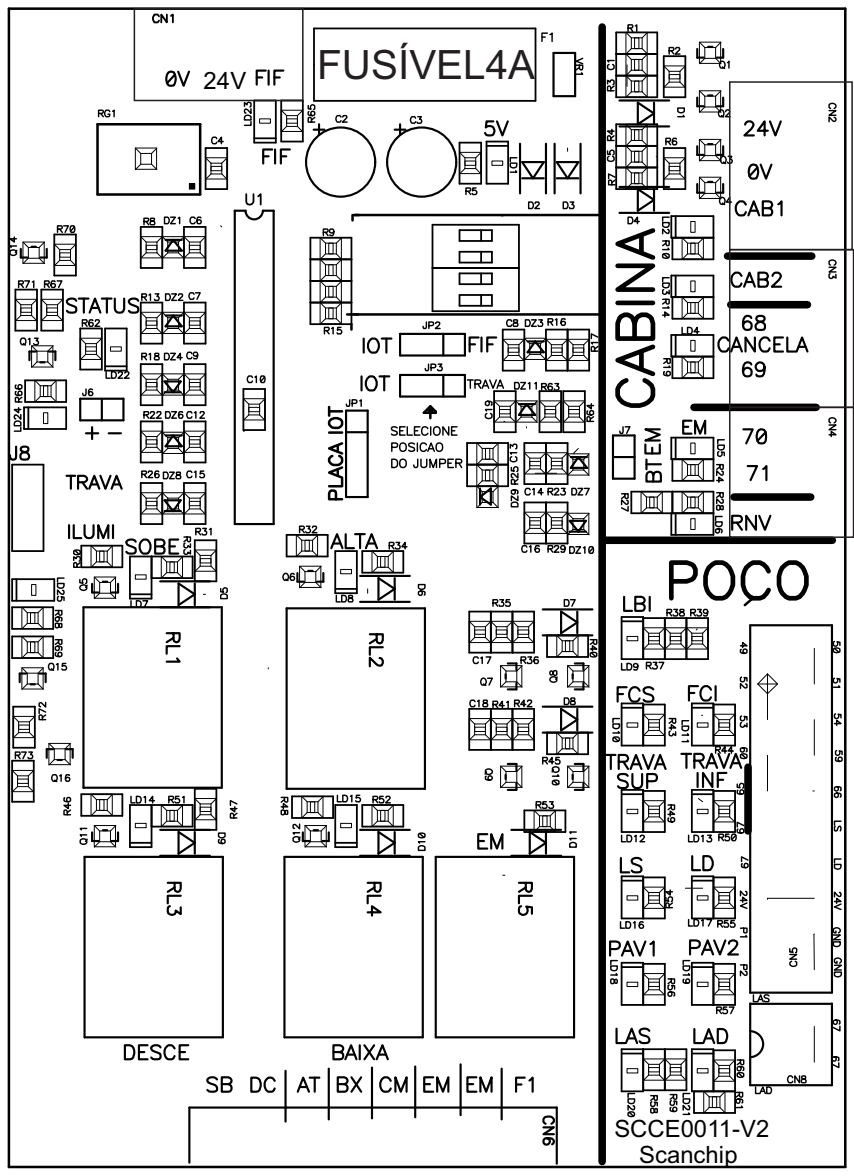 CN1
0V 24V FIF
FUSÍVEL4A
F1
VR1
R1
C1
R3
R2
Q1
Q2
D1
R4
C5
R7
R6
Q3
Q4
D4
CN2
24V
0V
CAB1
RG1
C4
LD23
R65
FIF
C2
C3
5V
R5
LD1
D2
D3
U1
Q14
R70
R8
DZ1
C6
R9
R15
LD2
R10
CABINA
CAB2
CN3
R71
R67
STATUS
R13
DZ2
C7
LD3
R14
68
Q13
R62
LD22
IOT
JP2
FIF
C8
DZ3
R16
R17
LD4
CANCELA
R19
69
R18
DZ4
C9
R66
LD24
J6
+ -
C10
IOT
JP3
TRAVA
DZ11
R63
C19
R64
JP1
PLACA IOT
SELECIONE
POSICAO
DO JUMPER
R22
DZ6
C12
J8
C13
R25
DZ9
C14
R23
DZ7
J7
BTEM
EM
LD5
R24
70
CN4
71
TRAVA
R26
DZ8
C15
R27
R28
LD6
RNV
C16
R29
DZ10
ILUMI
R30
SOBE
R33
R31
R32
ALTA
R34
Q5
LD7
D5
Q6
LD8
D6
LD25
R68
R69
Q15
RL1
RL2
POÇO
LBI
R38
R39
LD9
R37
C17
R35
R36
D7
R40
Q7
Q8
49
50
52
51
FCS
FCI
LD10
R43
LD11
R44
53
54
60
59
C18
R41
R42
D8
R45
Q9
Q10
R72
R73
Q16
TRAVA
SUP
TRAVA
INF
LD12
R49
LD13
R50
59
66
67
LS
R46
LD14
R51
R47
Q11
D9
R48
LD15
R52
Q12
D10
R53
EM
D11
RL3
RL4
RL5
LS
LD
LD16
R54
LD17
R55
67
LD
24V
24V
P1
GND
P2
GND
CN5
PAV1
PAV2
LD18
R56
LD19
R57
LAS
LAS
LAD
LD20
R58
R59
LD21
R60
R61
67
67
CN8
LAD
DESCE
BAIXA
SB DC AT BX CM EM EM F1
CN6
SCCE0011-V2
Scanchip